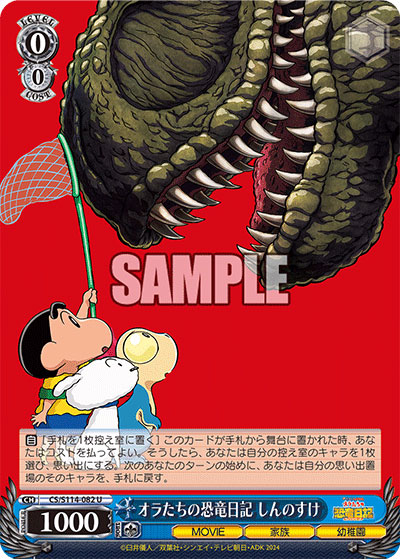 LEVEL
0
0
COST
SAMPLE
自 [手札を1枚控え室に置く] このカードが手札から舞台に置かれた時、あな
たはコストを払ってよい。そうしたら、あなたは自分の控え室のキャラを1枚
選び、思い出にする。次のあなたのターンの始めに、あなたは自分の思い出置
場のそのキャラを、手札に戻す。
CH CS/S114-082 U
1000
オラたちの恐竜日記 しんのすけ
恐竜日記
MOVIE
家族
幼稚園
©臼井儀人／双葉社・シンエイ・テレビ朝日・ADK 2024